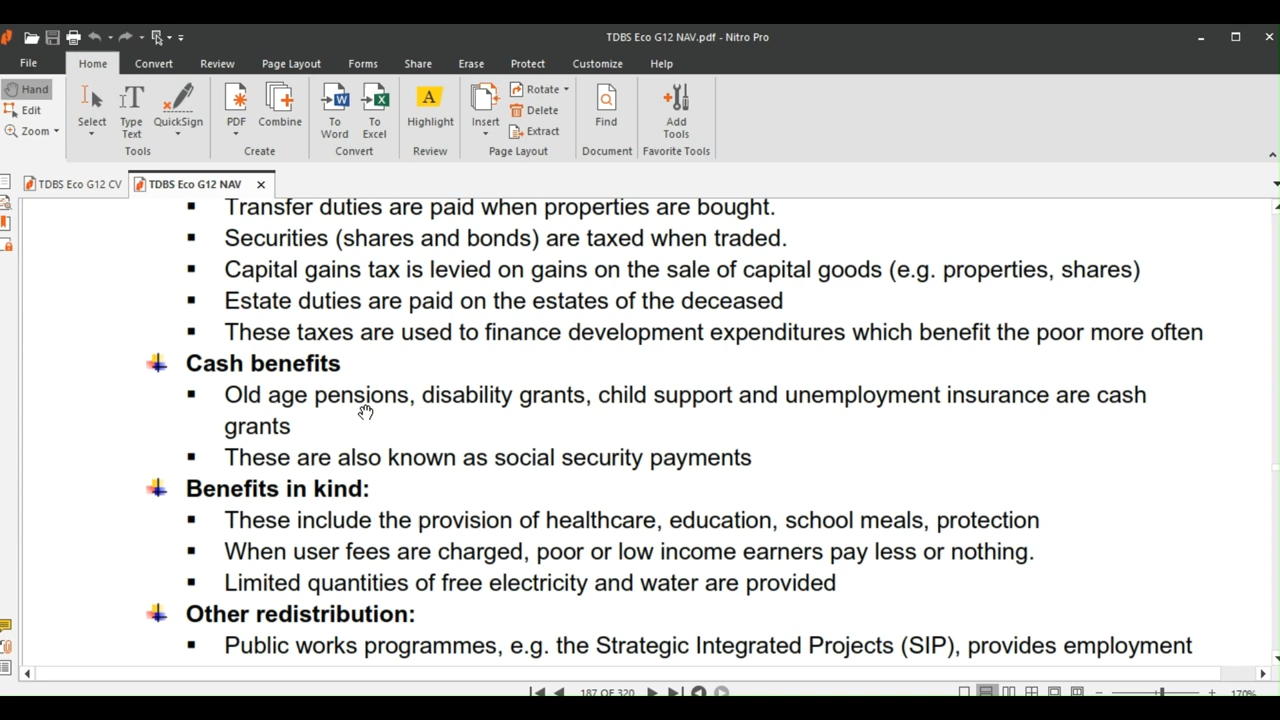 TDBS Eco G12 NAV.pdf - Nitro Pro
File Home Convert Review Page Layout Forms Share Erase Protect Customize Help
Hand
Edit
Zoom
Select
Type Text
QuickSign
Tools
PDF
Combine
Create
To Word
To Excel
Convert
Highlight
Review
Insert
Rotate
Delete
Extract
Page Layout
Find
Document
Add Tools
Favorite Tools
TDBS Eco G12 CV TDBS Eco G12 NAV
Transfer duties are paid when properties are bought.
Securities (shares and bonds) are taxed when traded.
Capital gains tax is levied on gains on the sale of capital goods (e.g. properties, shares)
Estate duties are paid on the estates of the deceased
These taxes are used to finance development expenditures which benefit the poor more often
Cash benefits
Old age pensions, disability grants, child support and unemployment insurance are cash
grants
These are also known as social security payments
Benefits in kind:
These include the provision of healthcare, education, school meals, protection
When user fees are charged, poor or low income earners pay less or nothing.
Limited quantities of free electricity and water are provided
Other redistribution:
Public works programmes, e.g. the Strategic Integrated Projects (SIP), provides employment
187 OF 320 170%